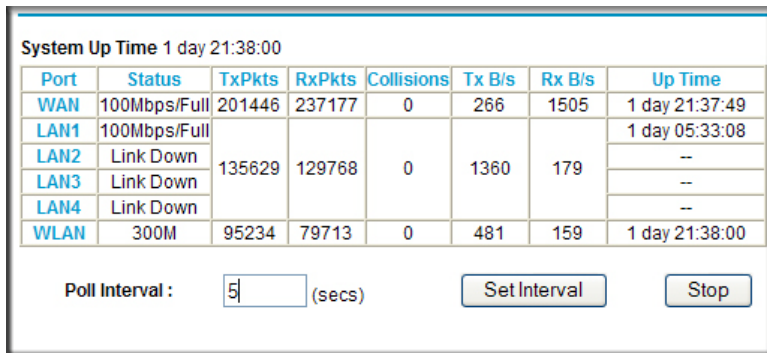 System Up Time 1 day 21:38:00
Port Status TxPkts RxPkts Collisions Tx B/s Rx B/s Up Time
WAN 100Mbps/Full 201446 237177 0 266 1505 1 day 21:37:49
LAN1 100Mbps/Full 135629 129768 0 1360 179 1 day 05:33:08
LAN2 Link Down --
LAN3 Link Down --
LAN4 Link Down --
WLAN 300M 95234 79713 0 481 159 1 day 21:38:00
Poll Interval : 5 (secs) Set Interval Stop